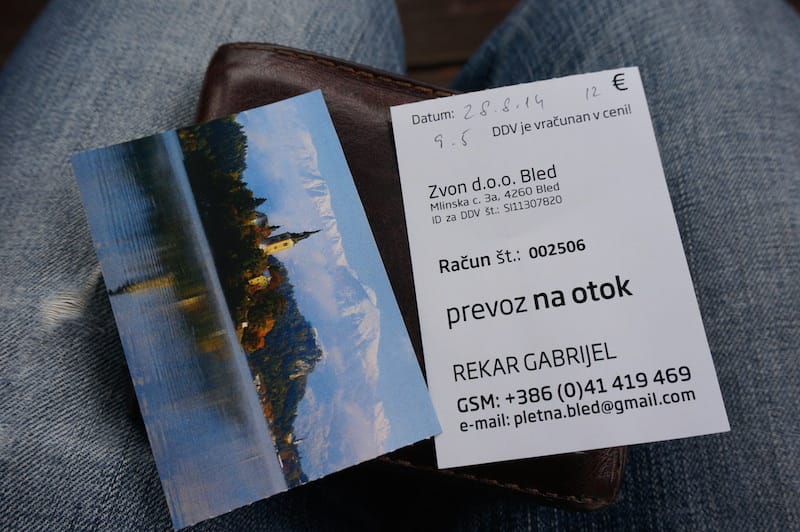 Datum: 28.8.14 12 €
9.5 DDV je vračunan v ceni!
Zvon d.o.o. Bled
Mlinska c. 3a, 4260 Bled
ID za DDV št.: SI11307820
Račun št.: 002506
prevoz na otok
REKAR GABRIJEL
GSM: +386 (0)41 419 469
e-mail: pletna.bled@gmail.com